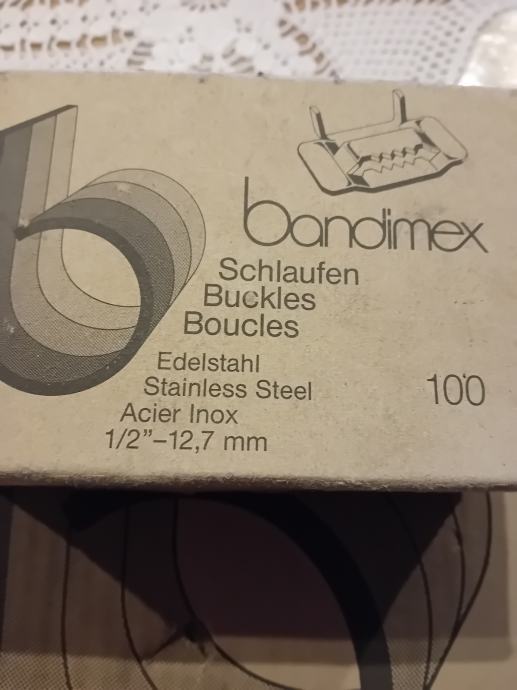 bandimex
Schlaufen
Buckles
Boucles
Edelstahl
Stainless Steel
Acier Inox
1/2”–12,7 mm
100